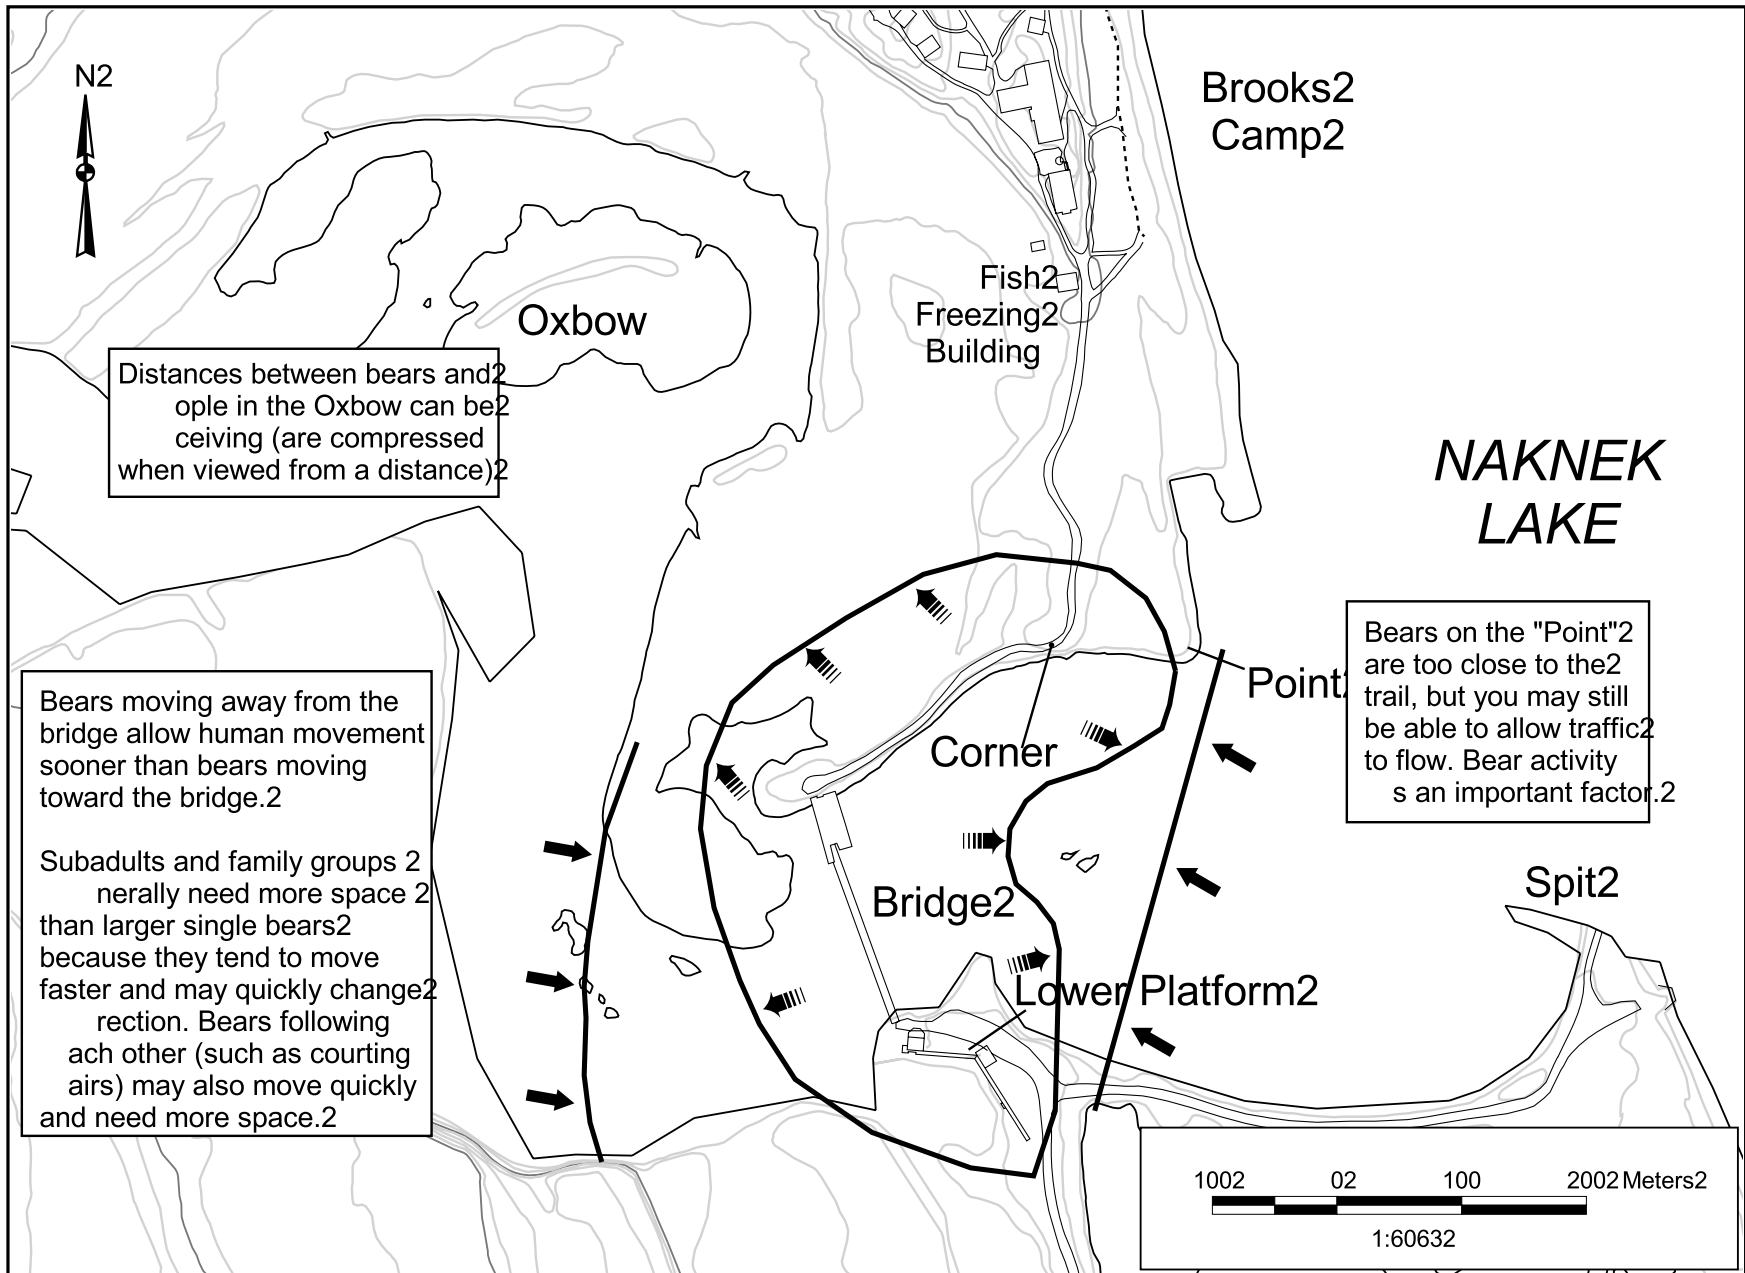 N2
Brooks2
Camp2
Fish2
Freezing2
Building
Oxbow
Distances between bears and2
ople in the Oxbow can be2
ceiving (are compressed
when viewed from a distance)2
NAKNEK
LAKE
Bears on the "Point"2
are too close to the2
trail, but you may still
be able to allow traffic2
to flow. Bear activity
s an important factor.2
Point2
Corner
Bears moving away from the
bridge allow human movement
sooner than bears moving
toward the bridge.2
Subadults and family groups 2
nerally need more space 2
than larger single bears2
because they tend to move
faster and may quickly change2
rection. Bears following
ach other (such as courting
airs) may also move quickly
and need more space.2
Bridge2
Spit2
Lower Platform2
1002 02 100 2002 Meters2
1:60632